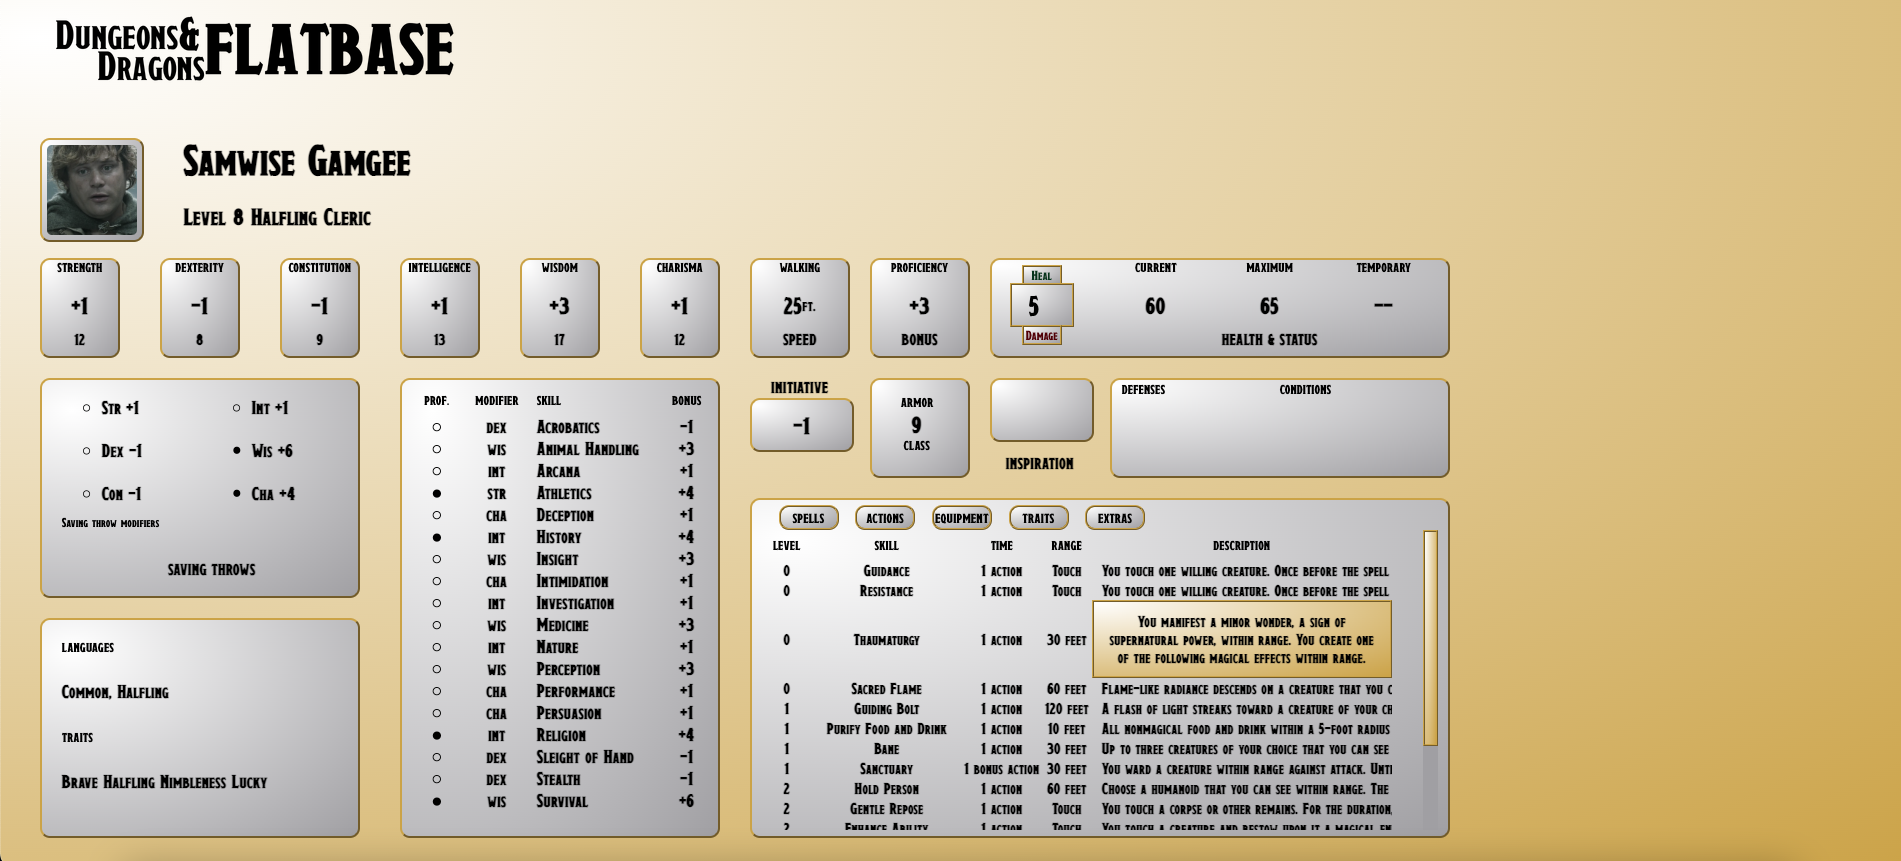 DUNGEONS&
DRAGONS FLATBASE
SAMWISE GAMGEE
LEVEL 8 HALFLING CLERIC
STRENGTH
+1
12
DEXTERITY
-1
8
CONSTITUTION
-1
9
INTELLIGENCE
+1
13
WISDOM
+3
17
CHARISMA
+1
12
WALKING
25FT.
SPEED
PROFICIENCY
+3
BONUS
HEAL
5
DAMAGE
CURRENT
60
MAXIMUM
65
TEMPORARY
--
HEALTH & STATUS
STR +1 INT +1
DEX -1 WIS +6
CON -1 CHA +4
SAVING THROW MODIFIERS
SAVING THROWS
LANGUAGES
COMMON, HALFLING
TRAITS
BRAVE HALFLING NIMBLENESS LUCKY
PROF. MODIFIER SKILL BONUS
DEX ACROBATICS -1
WIS ANIMAL HANDLING +3
INT ARCANA +1
STR ATHLETICS +4
CHA DECEPTION +1
INT HISTORY +4
WIS INSIGHT +3
CHA INTIMIDATION +1
INT INVESTIGATION +1
WIS MEDICINE +3
INT NATURE +1
WIS PERCEPTION +3
CHA PERFORMANCE +1
CHA PERSUASION +1
INT RELIGION +4
DEX SLEIGHT OF HAND -1
DEX STEALTH -1
WIS SURVIVAL +6
INITIATIVE
-1
ARMOR
9
CLASS
INSPIRATION
DEFENSES CONDITIONS
SPELLS ACTIONS EQUIPMENT TRAITS EXTRAS
LEVEL SKILL TIME RANGE DESCRIPTION
0 GUIDANCE 1 ACTION TOUCH YOU TOUCH ONE WILLING CREATURE. ONCE BEFORE THE SPELL
0 RESISTANCE 1 ACTION TOUCH YOU TOUCH ONE WILLING CREATURE. ONCE BEFORE THE SPELL
0 THAUMATURGY 1 ACTION 30 FEET YOU MANIFEST A MINOR WONDER, A SIGN OF
SUPERNATURAL POWER, WITHIN RANGE. YOU CREATE ONE
OF THE FOLLOWING MAGICAL EFFECTS WITHIN RANGE.
0 SACRED FLAME 1 ACTION 60 FEET FLAME-LIKE RADIANCE DESCENDS ON A CREATURE THAT YOU C
1 GUIDING BOLT 1 ACTION 120 FEET A FLASH OF LIGHT STREAKS TOWARD A CREATURE OF YOUR CH
1 PURIFY FOOD AND DRINK 1 ACTION 10 FEET ALL NONMAGICAL FOOD AND DRINK WITHIN A 5-FOOT RADIUS
1 BANE 1 ACTION 30 FEET UP TO THREE CREATURES OF YOUR CHOICE THAT YOU CAN SEE
1 SANCTUARY 1 BONUS ACTION 30 FEET YOU WARD A CREATURE WITHIN RANGE AGAINST ATTACK. UNTI
2 HOLD PERSON 1 ACTION 60 FEET CHOOSE A HUMANOID THAT YOU CAN SEE WITHIN RANGE. THE
2 GENTLE REPOSE 1 ACTION TOUCH YOU TOUCH A CORPSE OR OTHER REMAINS. FOR THE DURATION,
2 ENHANCE ABILITY 1 ACTION TOUCH YOU TOUCH A CREATURE AND BESTOW UPON IT A MAGICAL EN